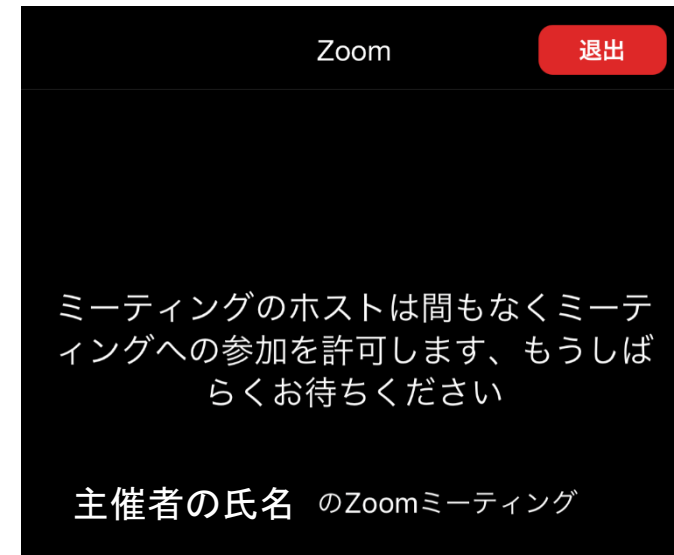 Zoom 退出
ミーティングのホストは間もなくミーテ
ィングへの参加を許可します、もうしば
らくお待ちください
主催者の氏名 のZoomミーティング